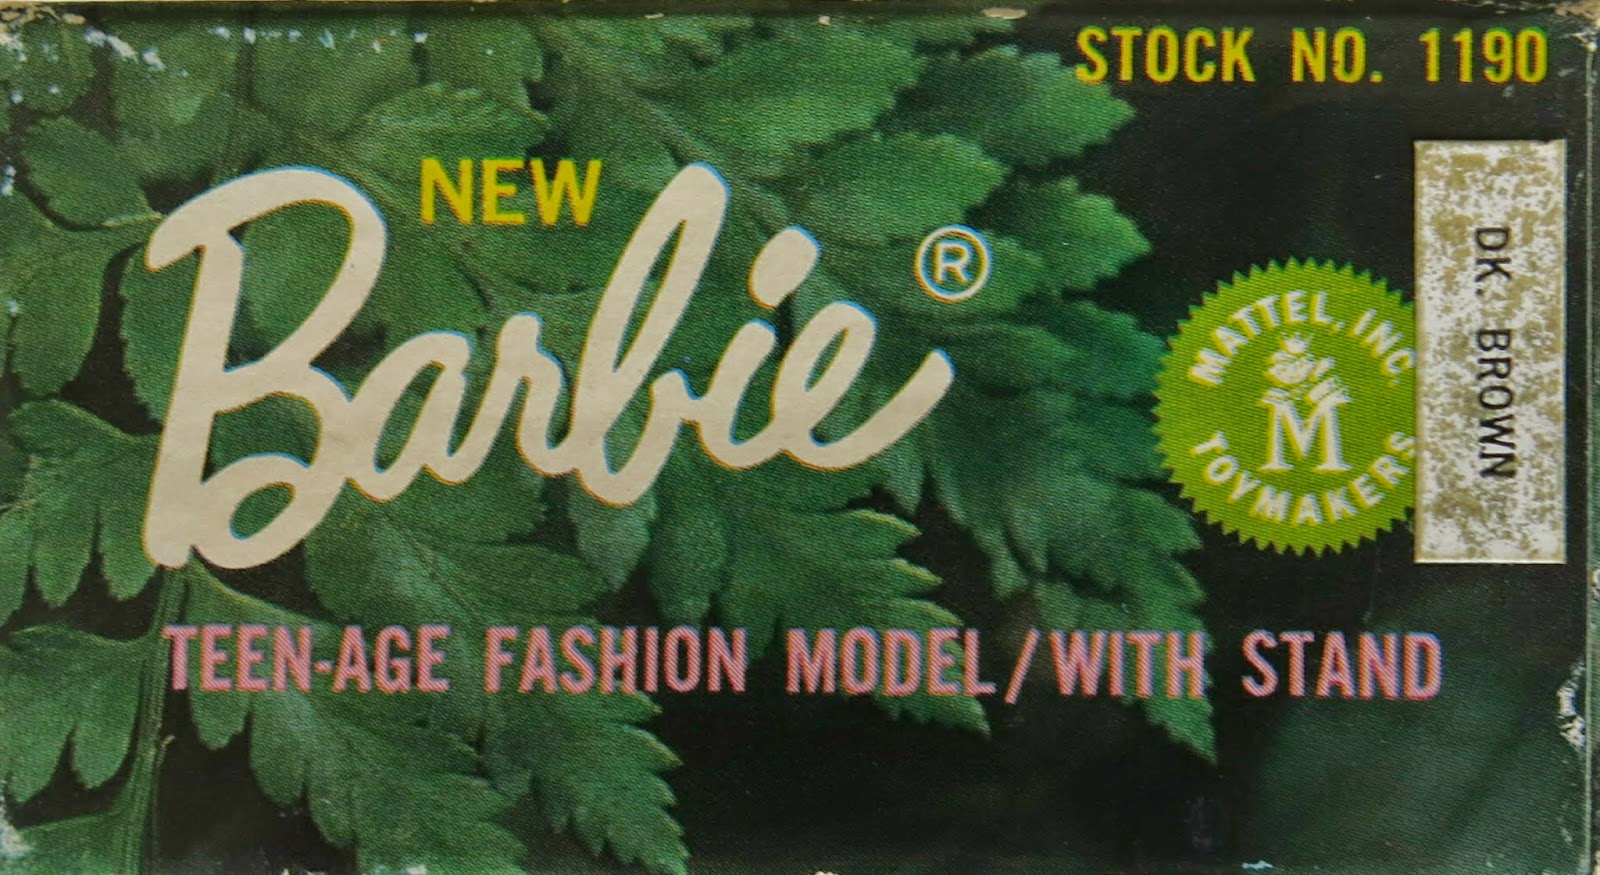 STOCK NO. 1190
NEW
Barbie®
MATTEL, INC.
M
TOYMAKERS
DK. BROWN
TEEN-AGE FASHION MODEL/WITH STAND